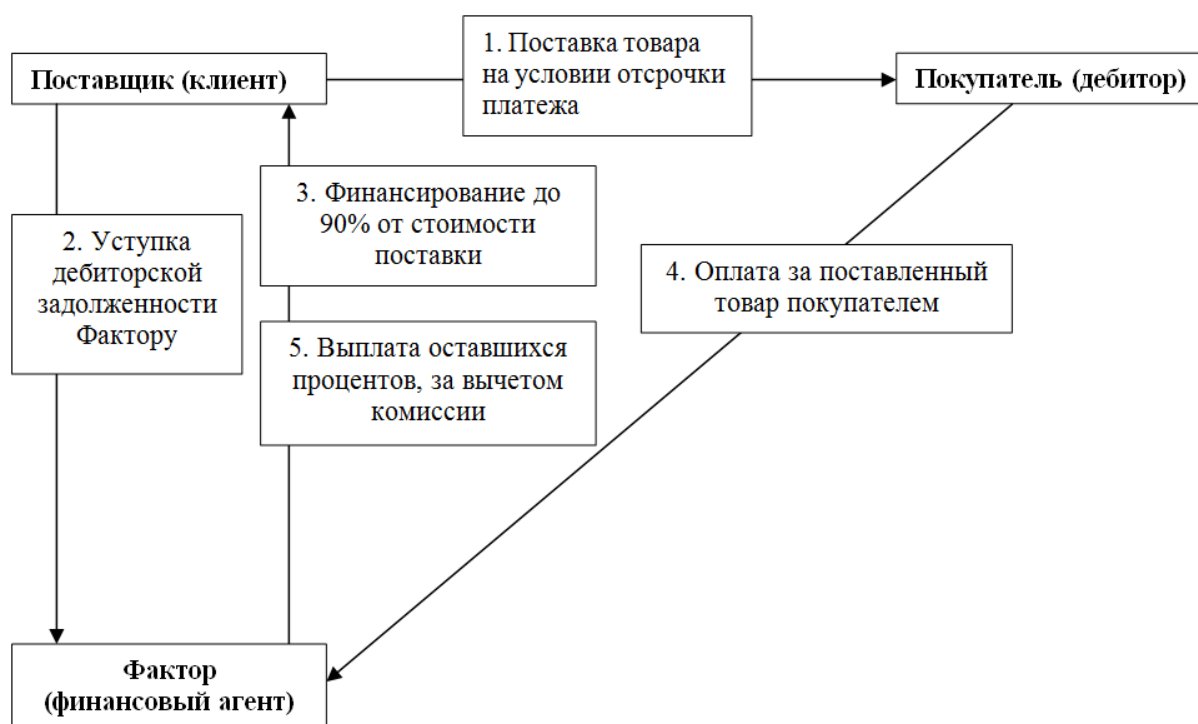 Поставщик (клиент)
1. Поставка товара
на условии отсрочки
платежа
Покупатель (дебитор)
2. Уступка
дебиторской
задолженности
Фактору
3. Финансирование до
90% от стоимости
поставки
4. Оплата за поставленный
товар покупателем
5. Выплата оставшихся
процентов, за вычетом
комиссии
Фактор
(финансовый агент)